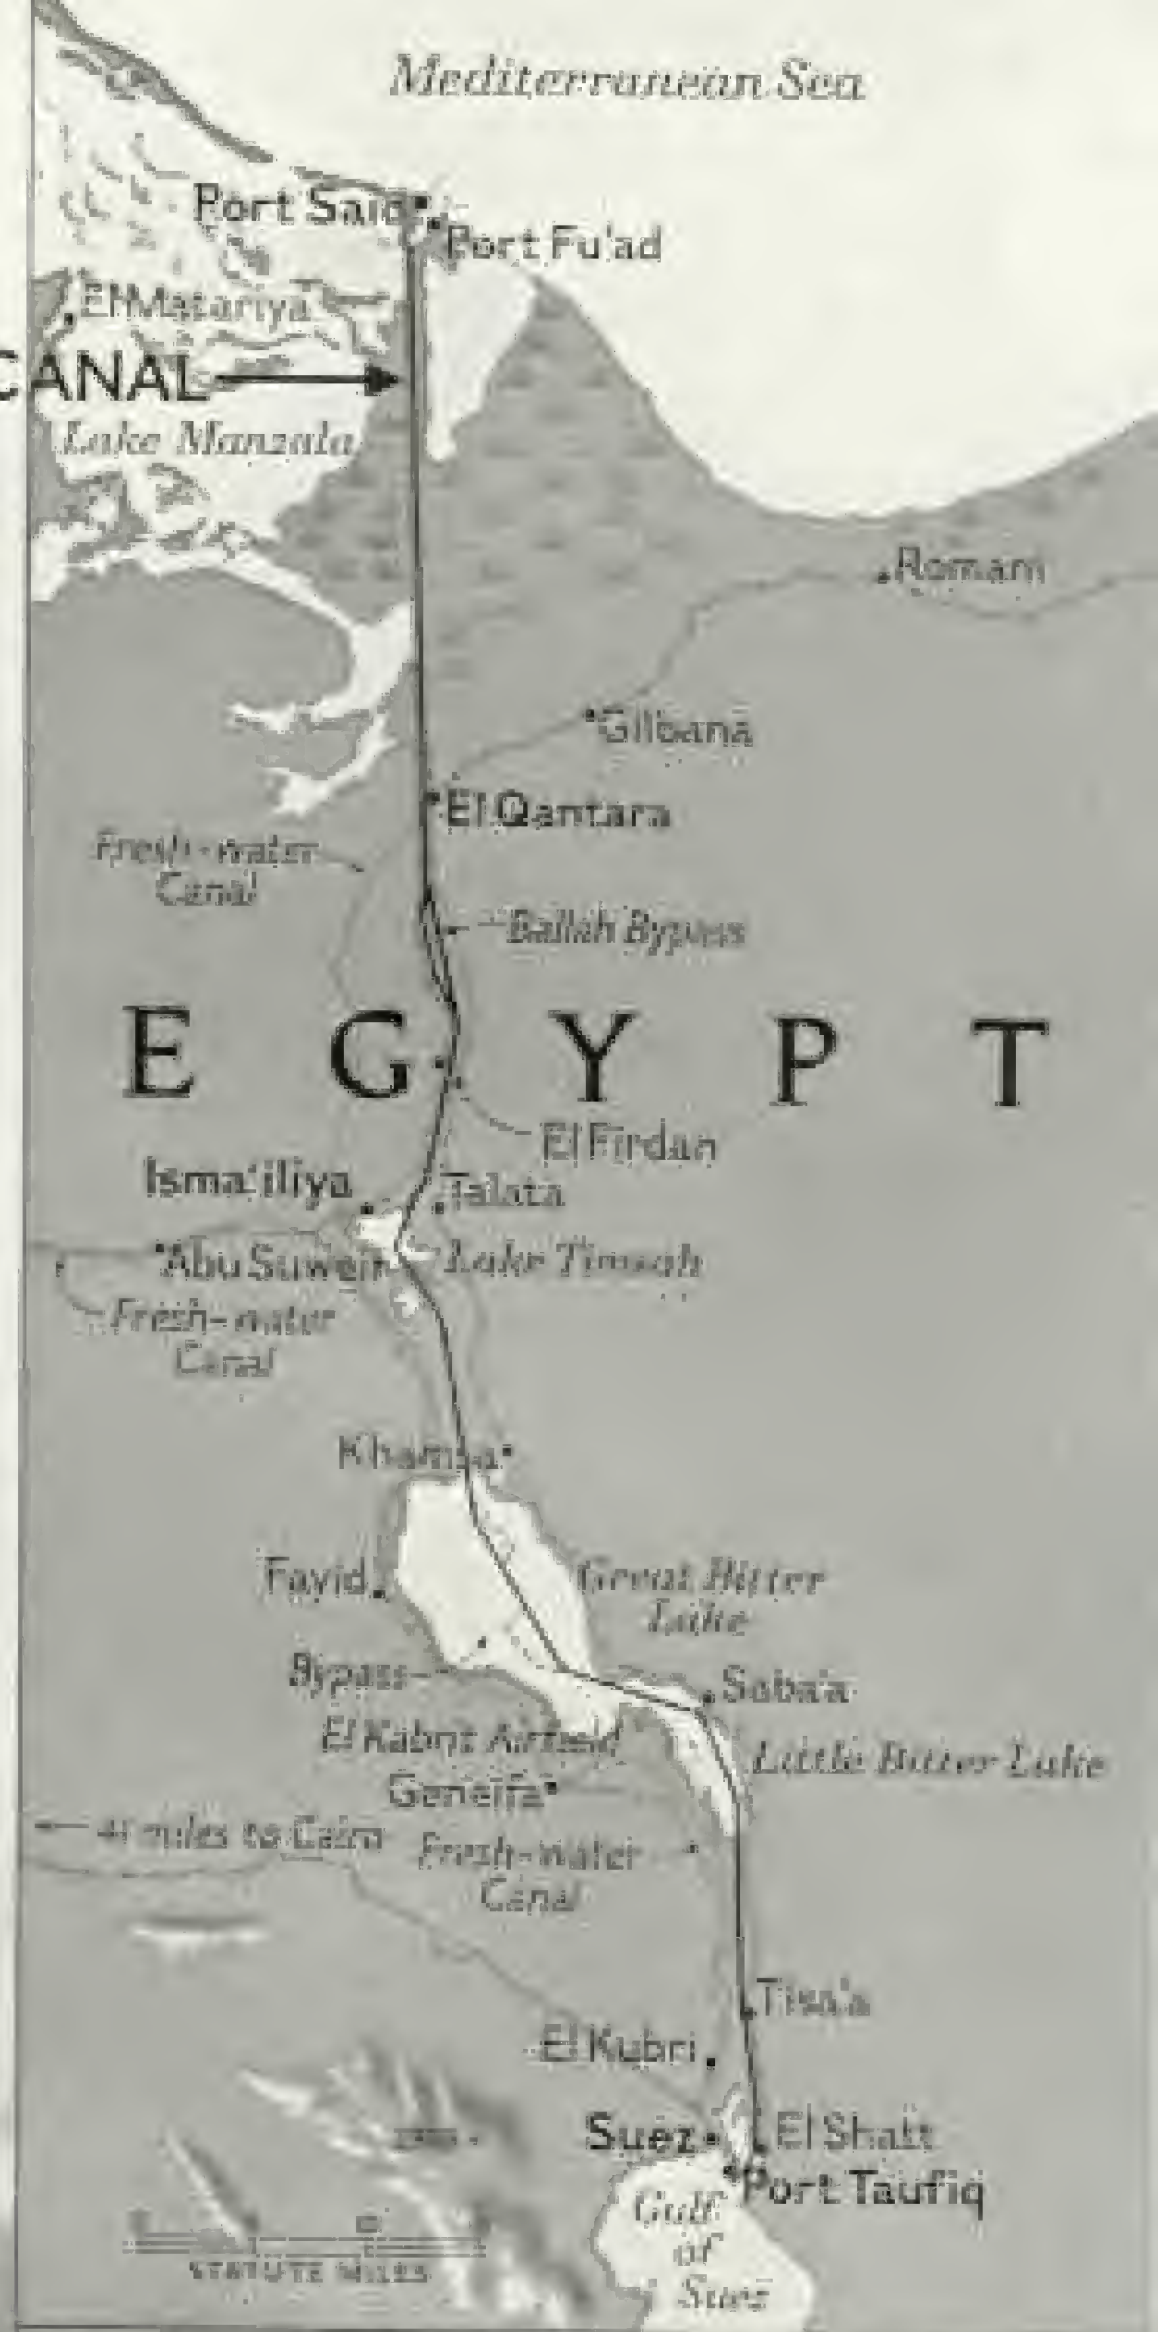 Mediterranean Sea
Port Said
Port Fu'ad
El Matariya
CANAL
Lake Manzala
Romani
Gilbana
El Qantara
Fresh-water
Canal
Ballah Bypass
EGYPT
El Firdan
Isma'iliya
Talata
Abu Suweir
Lake Timsah
Fresh-water
Canal
Khamsa
Fayid
Great Bitter
Lake
Bypass
Saba'a
El Kabrit Airfield
Little Bitter Lake
Geneifa
41 miles to Cairo
Fresh-water
Canal
Tisa'a
El Kubri
Suez
El Shatt
Port Taufiq
Gulf
of
Suez
STATUTE MILES